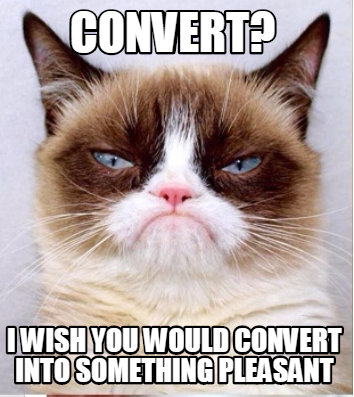 CONVERT?
I WISH YOU WOULD CONVERT
INTO SOMETHING PLEASANT